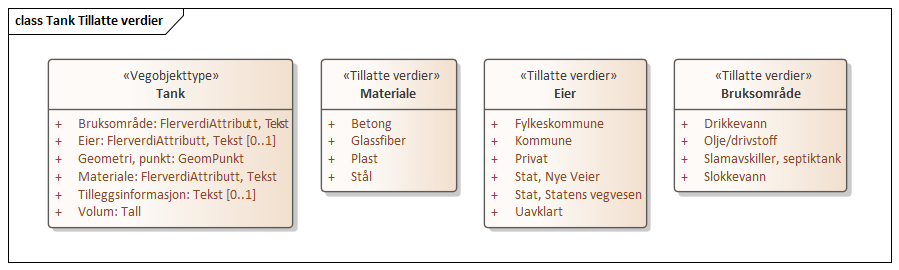 class Tank Tillatte verdier
«Vegobjekttype»
Tank
+ Bruksområde: FlerverdiAttributt, Tekst
+ Eier: FlerverdiAttributt, Tekst [0..1]
+ Geometri, punkt: GeomPunkt
+ Materiale: FlerverdiAttributt, Tekst
+ Tilleggsinformasjon: Tekst [0..1]
+ Volum: Tall
«Tillatte verdier»
Materiale
+ Betong
+ Glassfiber
+ Plast
+ Stål
«Tillatte verdier»
Eier
+ Fylkeskommune
+ Kommune
+ Privat
+ Stat, Nye Veier
+ Stat, Statens vegvesen
+ Uavklart
«Tillatte verdier»
Bruksområde
+ Drikkevann
+ Olje/drivstoff
+ Slamavskiller, septiktank
+ Slokkevann